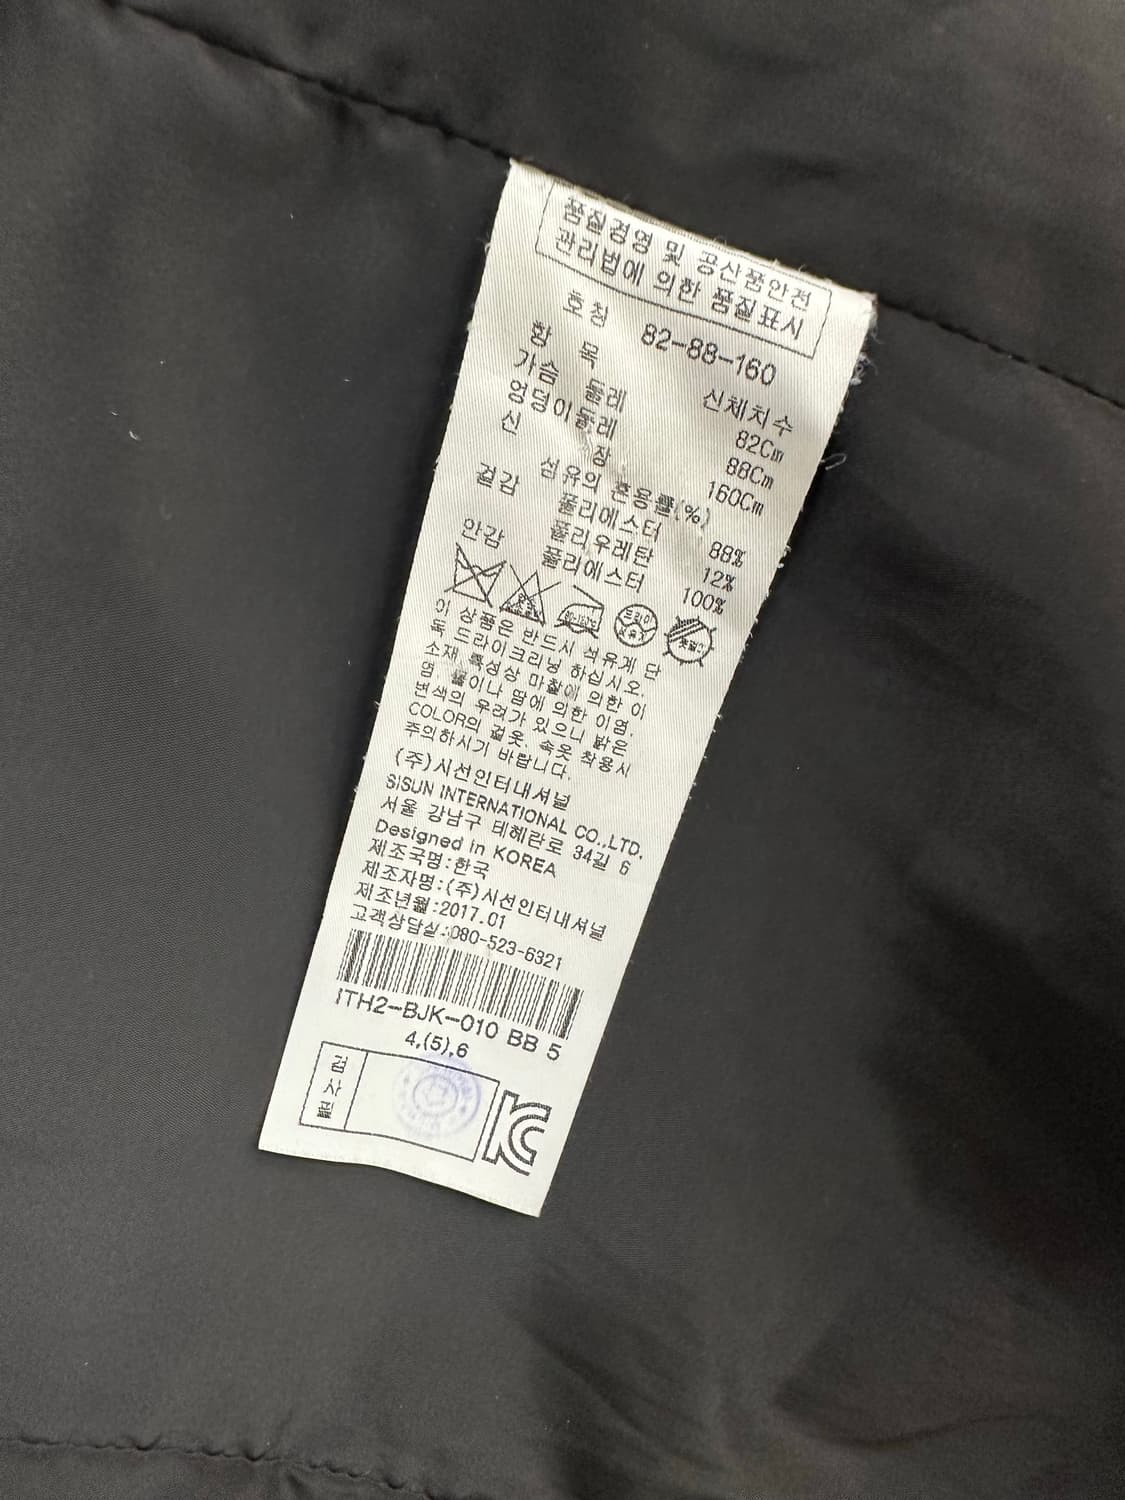 품질경영 및 공산품안전
관리법에 의한 품질표시
호칭 82-88-160
항 목 신체치수
가슴 둘레 82Cm
엉덩이둘레 88Cm
신 장 160Cm
섬유의 혼용률(%)
겉감 폴리에스터 88%
폴리우레탄 12%
안감 폴리에스터 100%
드라이
이 상품은 반드시 석유계 단
독 드라이크리닝 하십시오.
소재 특성상 마찰에 의한 이
염, 물이나 땀에 의한 이염,
변색의 우려가 있으니 밝은
COLOR의 겉옷, 속옷 착용시
주의하시기 바랍니다.
(주)시선인터내셔널
SISUN INTERNATIONAL CO.,LTD.
서울 강남구 테헤란로 34길 6
Designed in KOREA
제조국명:한국
제조자명:(주)시선인터내셔널
제조년월:2017.01
고객상담실:080-523-6321
ITH2-BJK-010 BB 5
4,(5),6
검사필
KC